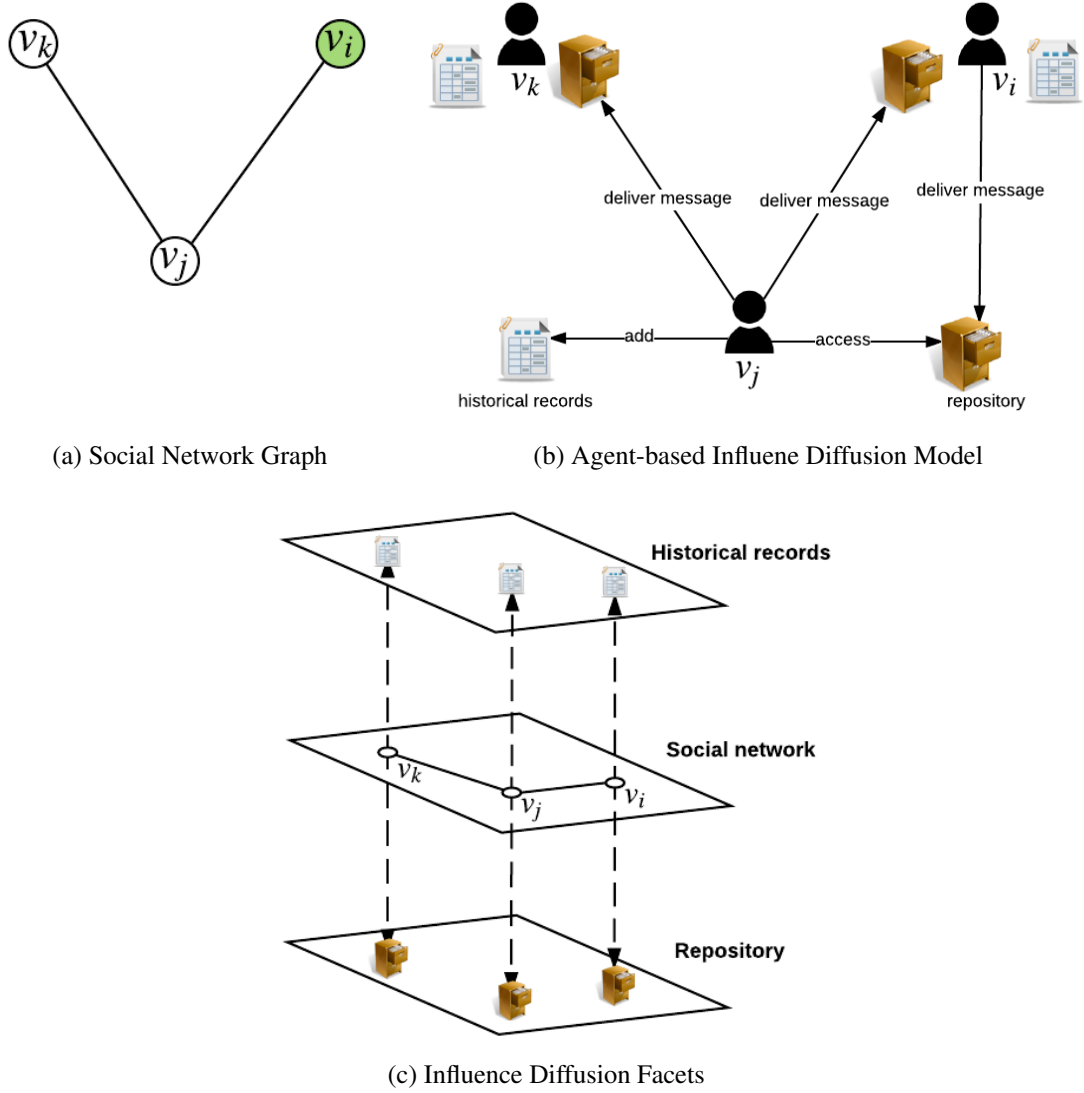 v_k
v_i
v_j
(a) Social Network Graph
v_k
v_i
deliver message
deliver message
deliver message
add
access
v_j
historical records
repository
(b) Agent-based Influene Diffusion Model
Historical records
Social network
v_k
v_j
v_i
Repository
(c) Influence Diffusion Facets